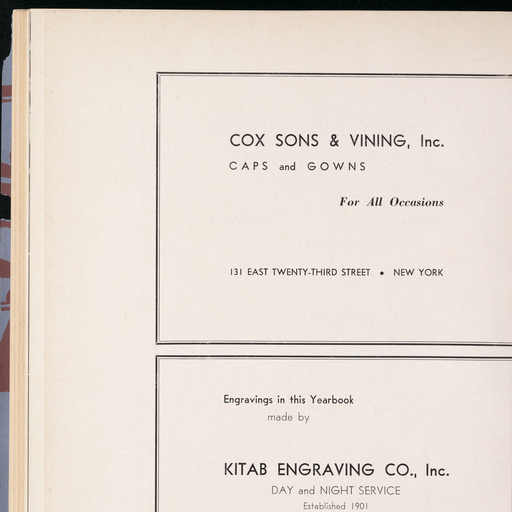 COX SONS & VINING, Inc.
CAPS and GOWNS
For All Occasions
131 EAST TWENTY-THIRD STREET • NEW YORK
Engravings in this Yearbook
made by
KITAB ENGRAVING CO., Inc.
DAY and NIGHT SERVICE
Established 1901